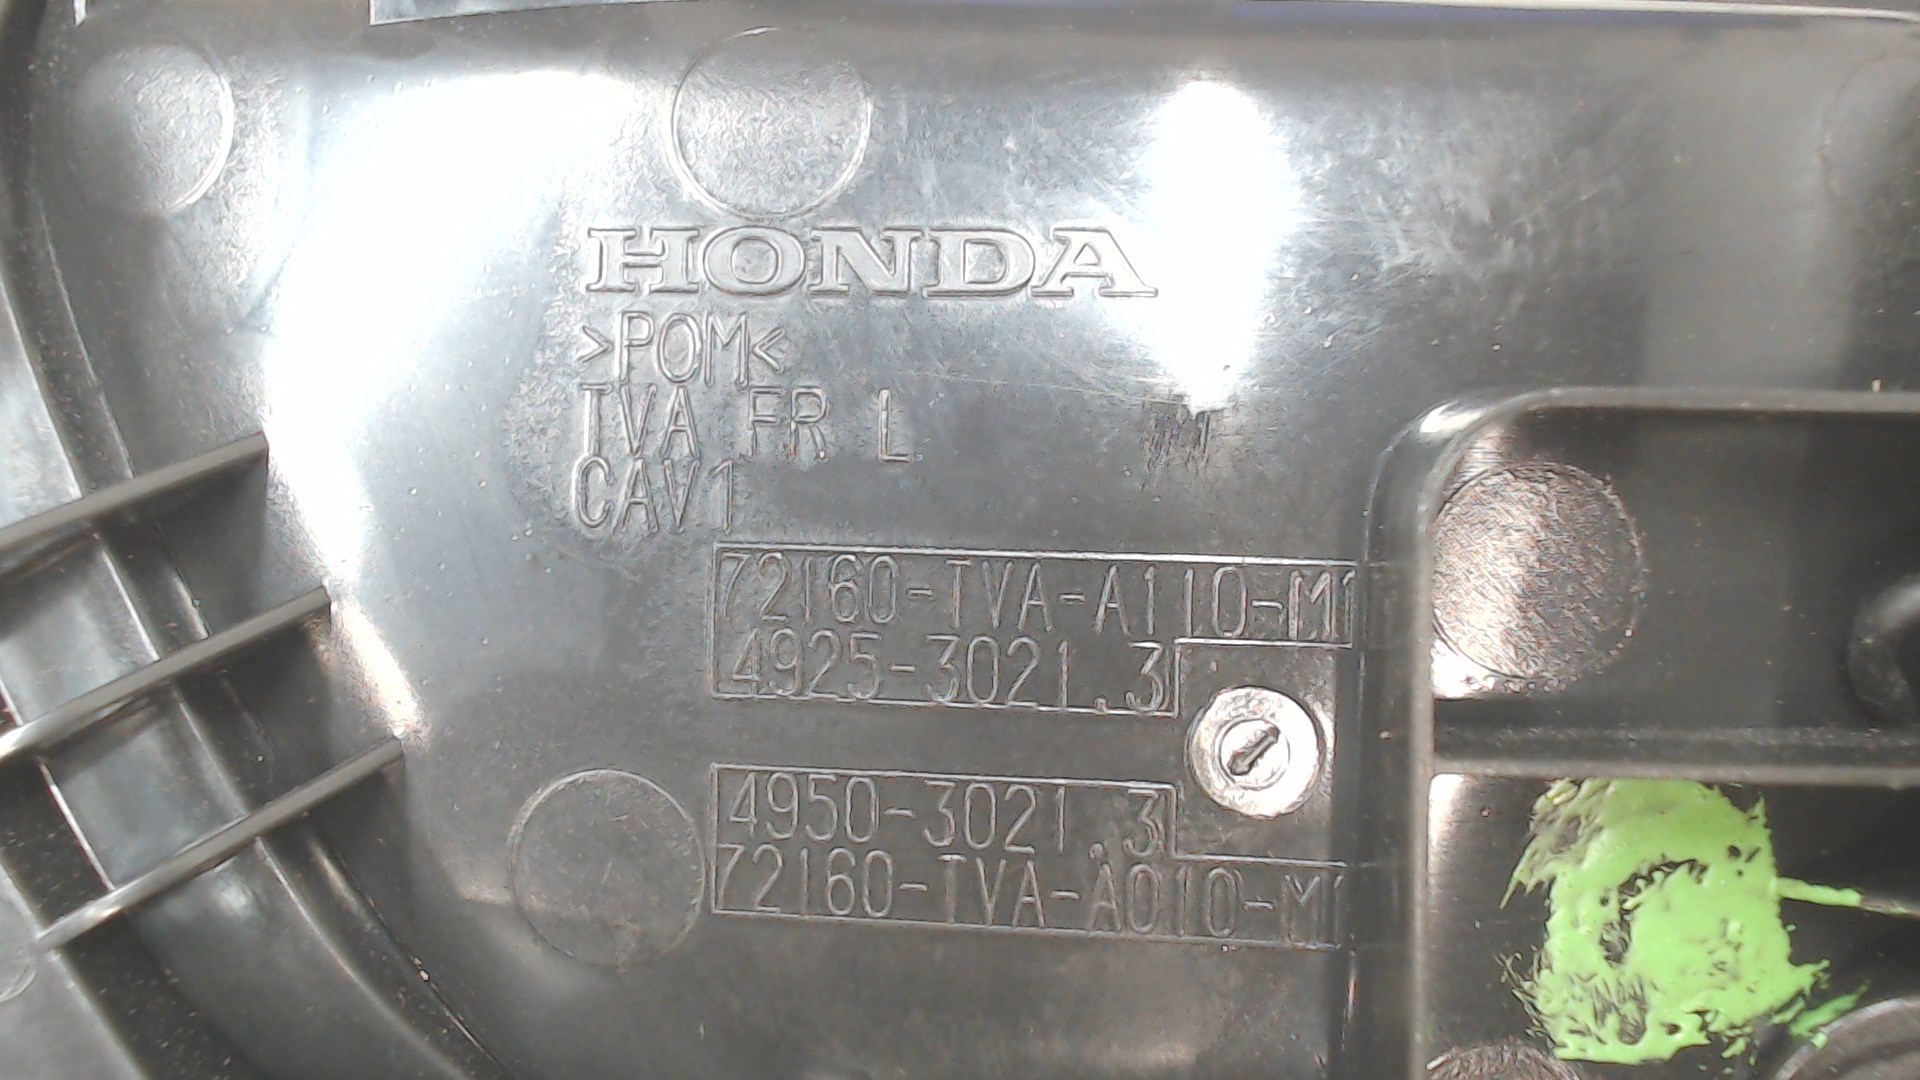 HONDA
>POM<
TVA FR L
CAV1
72160-TVA-A110-M1
4925-3021.3
4950-3021.3
72160-TVA-A010-M1